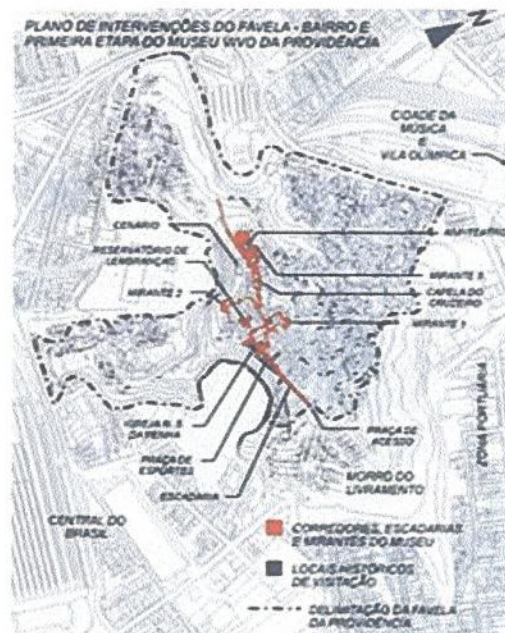 PLANO DE INTERVENÇÕES DO FAVELA - BAIRRO E
PRIMEIRA ETAPA DO MUSEU VIVO DA PROVIDÊNCIA
N
CIDADE DA
MÚSICA
E
VILA OLÍMPICA
CENÁRIO
RESERVATÓRIO DE
LEMBRANÇAS
MIRANTE 2
ANFITEATRO
MIRANTE 3
CAPELA DO
CRUZEIRO
MIRANTE 1
IGREJA N. S.
DA PENHA
PRAÇA DE
ESPORTES
ESCADARIA
PRAÇA DE
ACESSO
MORRO DO
LIVRAMENTO
ZONA PORTUÁRIA
CENTRAL DO
BRASIL
CORREDORES, ESCADARIAS
E MIRANTES DO MUSEU
LOCAIS HISTÓRICOS
DE VISITAÇÃO
DELIMITAÇÃO DA FAVELA
DA PROVIDÊNCIA